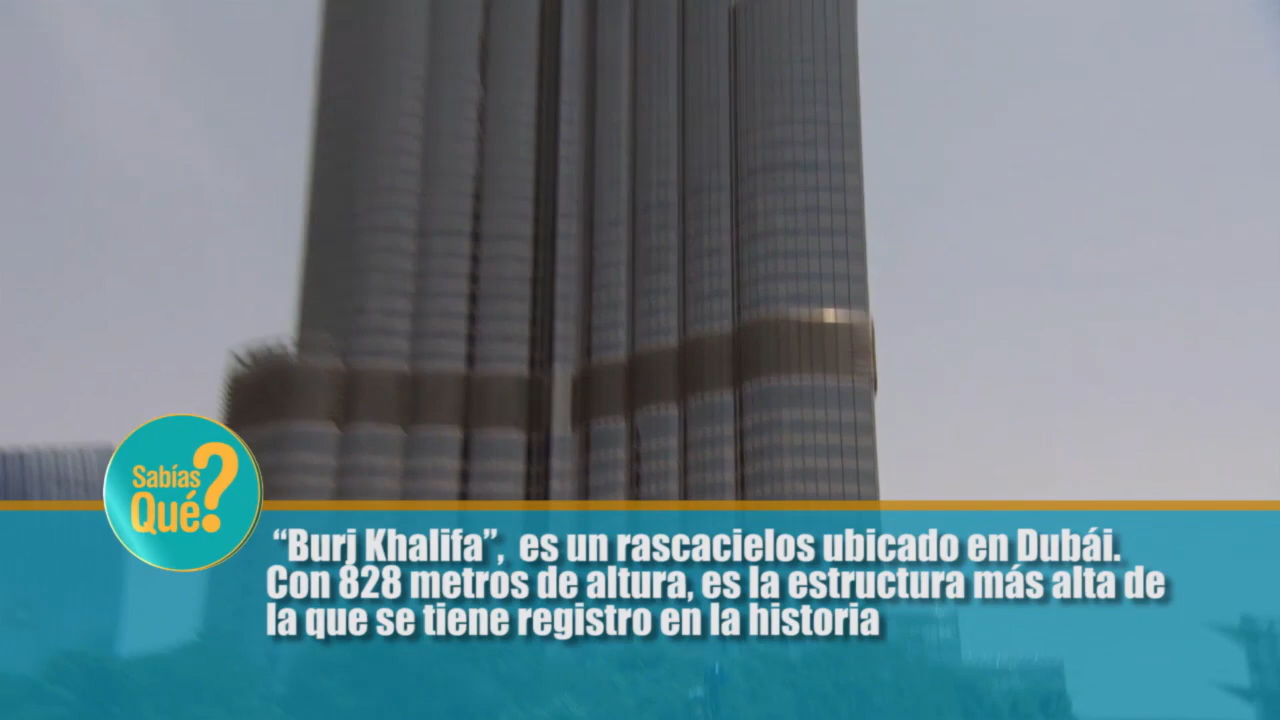 Sabías
Qué?
“Burj Khalifa”, es un rascacielos ubicado en Dubái.
Con 828 metros de altura, es la estructura más alta de
la que se tiene registro en la historia